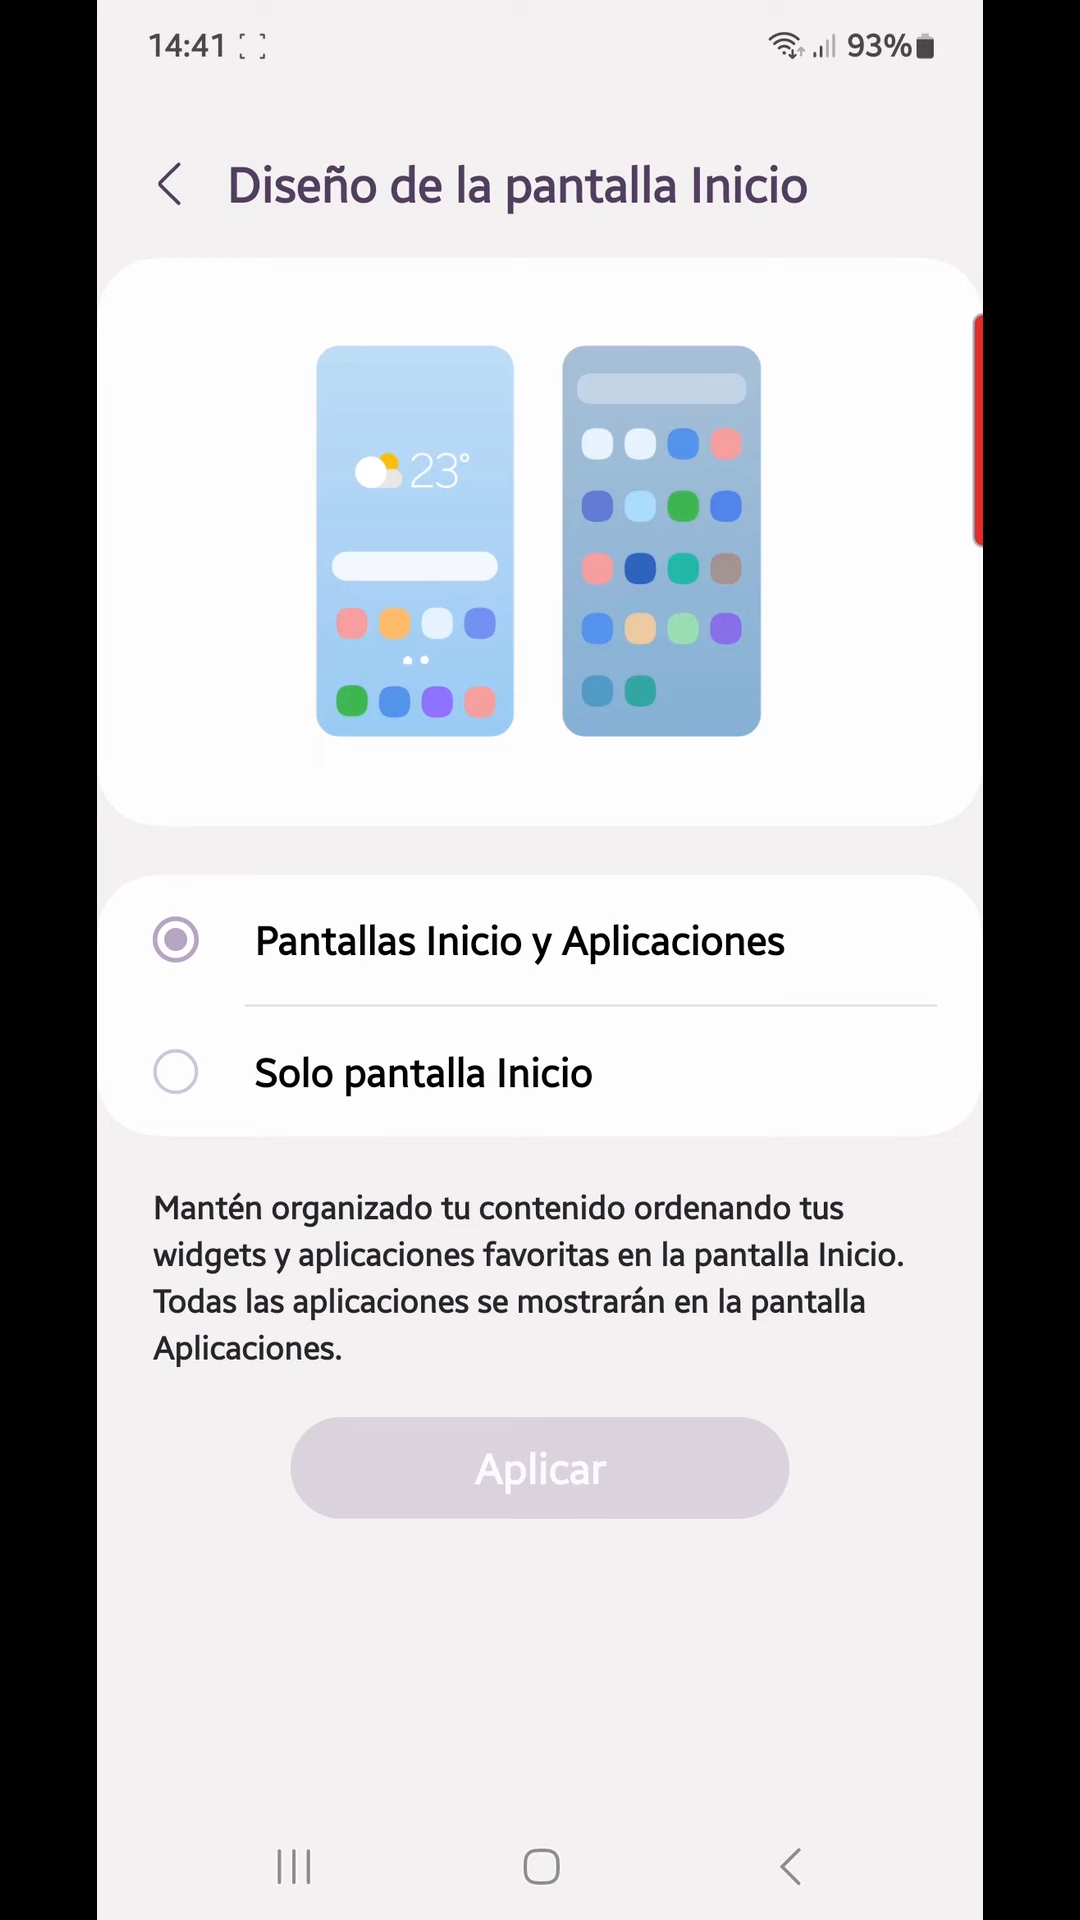 14:41
93%
Diseño de la pantalla Inicio
23°
Pantallas Inicio y Aplicaciones
Solo pantalla Inicio
Mantén organizado tu contenido ordenando tus
widgets y aplicaciones favoritas en la pantalla Inicio.
Todas las aplicaciones se mostrarán en la pantalla
Aplicaciones.
Aplicar